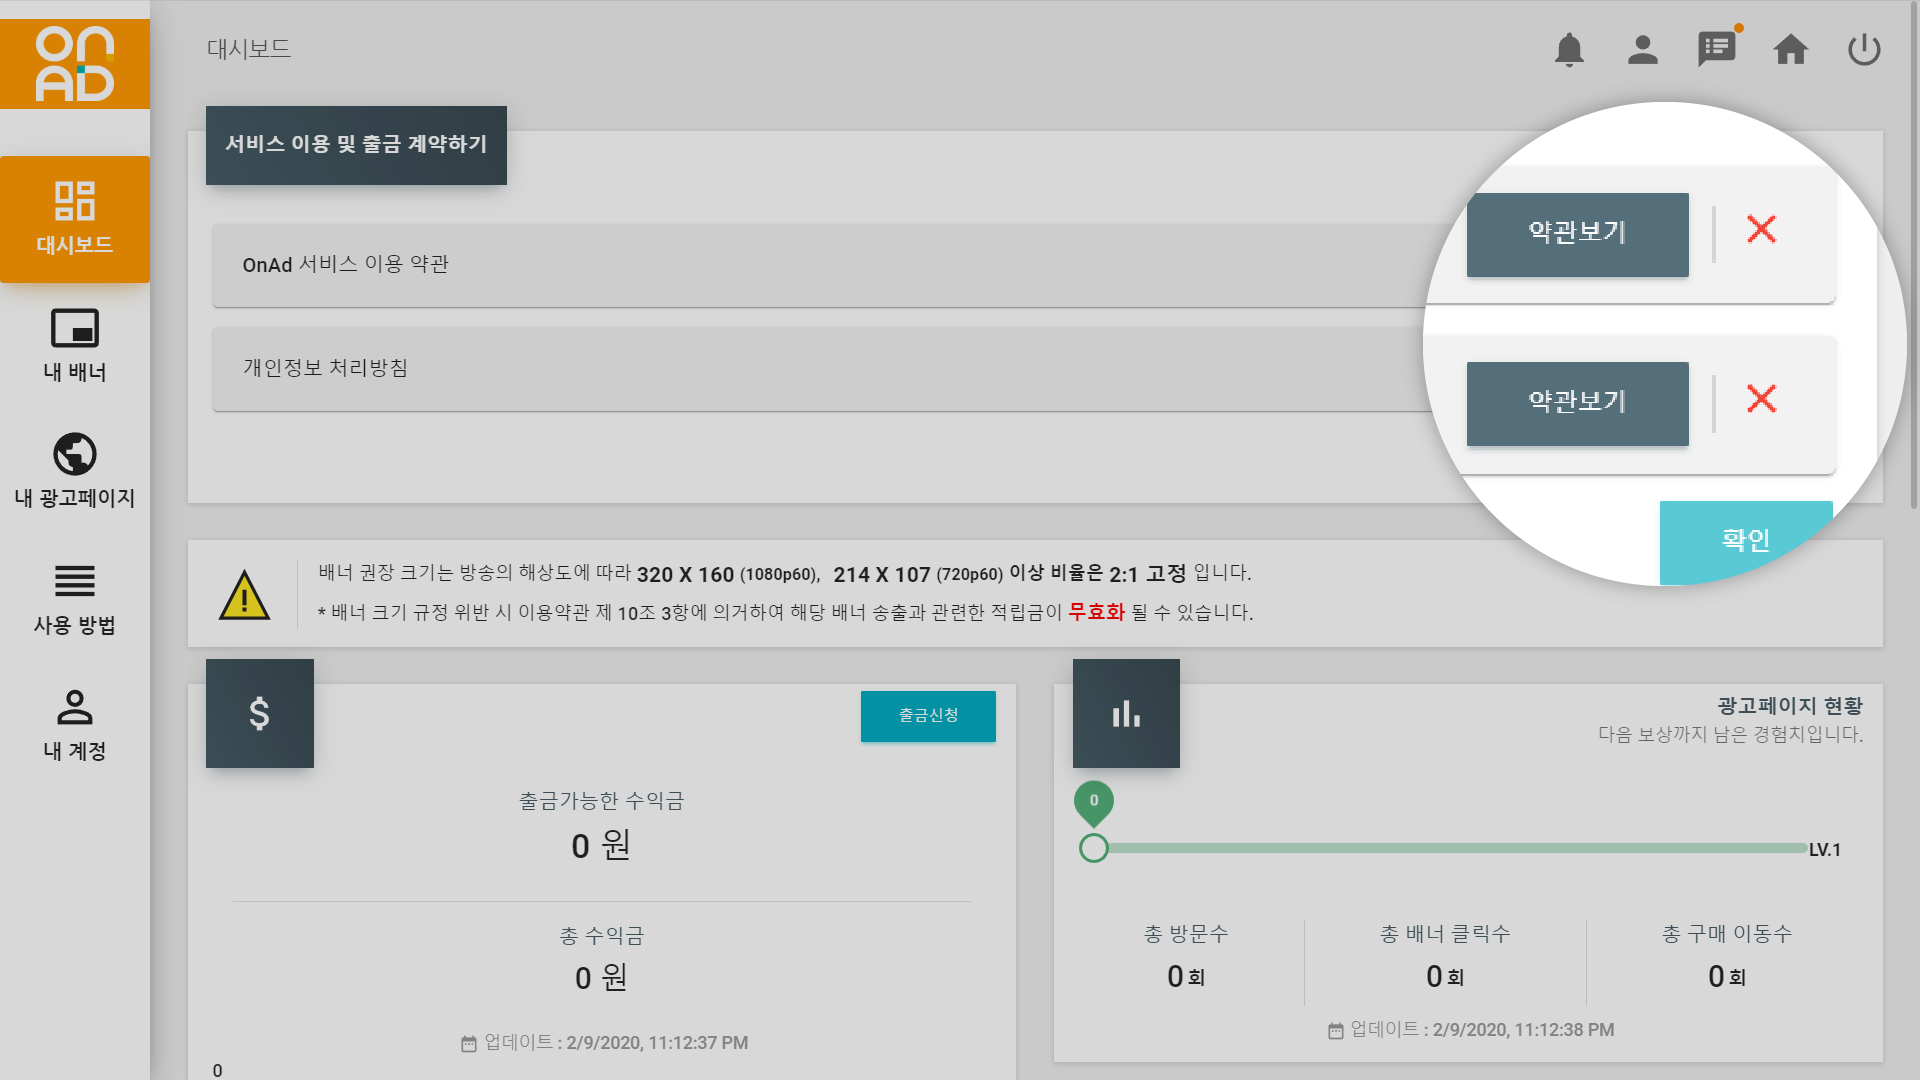 ONAD
대시보드
대시보드
내 배너
내 광고페이지
사용 방법
내 계정
서비스 이용 및 출금 계약하기
OnAd 서비스 이용 약관
약관보기
개인정보 처리방침
약관보기
확인
배너 권장 크기는 방송의 해상도에 따라 320 X 160 (1080p60), 214 X 107 (720p60) 이상 비율은 2:1 고정 입니다.
* 배너 크기 규정 위반 시 이용약관 제 10조 3항에 의거하여 해당 배너 송출과 관련한 적립금이 무효화 될 수 있습니다.
$
출금신청
출금가능한 수익금
0 원
총 수익금
0 원
업데이트 : 2/9/2020, 11:12:37 PM
0
광고페이지 현황
다음 보상까지 남은 경험치입니다.
0
LV.1
총 방문수
0 회
총 배너 클릭수
0 회
총 구매 이동수
0 회
업데이트 : 2/9/2020, 11:12:38 PM